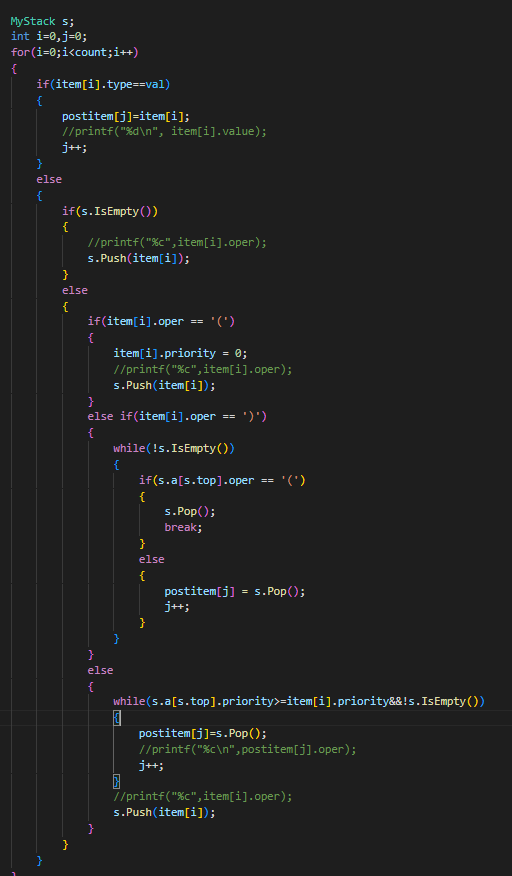 MyStack s;
int i=0,j=0;
for(i=0;i<count;i++)
{
    if(item[i].type==val)
    {
        postitem[j]=item[i];
        //printf("%d\n", item[i].value);
        j++;
    }
    else
    {
        if(s.IsEmpty())
        {
            //printf("%c",item[i].oper);
            s.Push(item[i]);
        }
        else
        {
            if(item[i].oper == '(')
            {
                item[i].priority = 0;
                //printf("%c",item[i].oper);
                s.Push(item[i]);
            }
            else if(item[i].oper == ')')
            {
                while(!s.IsEmpty())
                {
                    if(s.a[s.top].oper == '(')
                    {
                        s.Pop();
                        break;
                    }
                    else
                    {
                        postitem[j] = s.Pop();
                        j++;
                    }
                }
            }
            else
            {
                while(s.a[s.top].priority>=item[i].priority&&!s.IsEmpty())
                {
                    postitem[j]=s.Pop();
                    //printf("%c\n",postitem[j].oper);
                    j++;
                }
                //printf("%c",item[i].oper);
                s.Push(item[i]);
            }
        }
    }
}